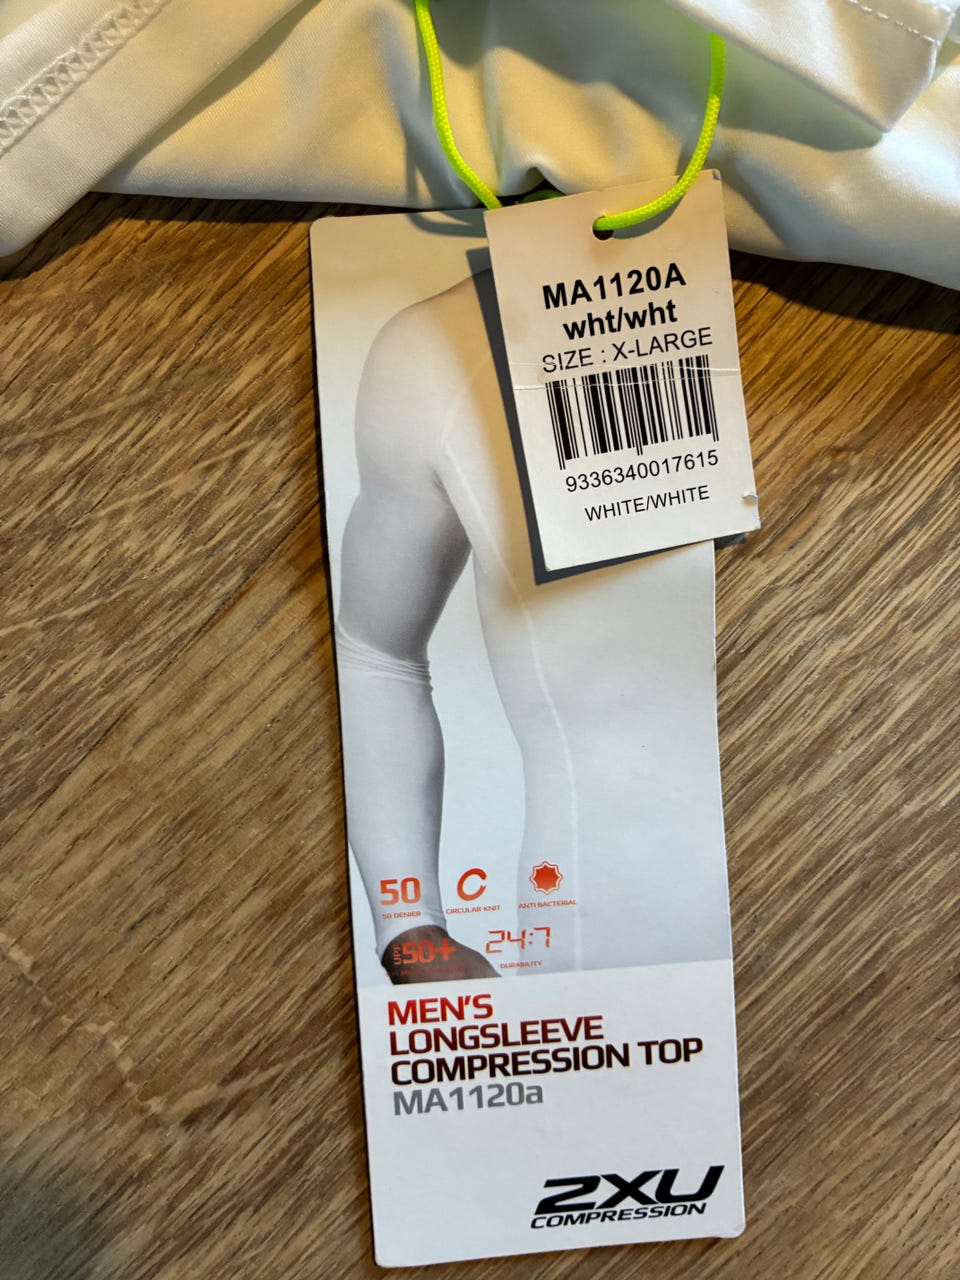 MA1120A
wht/wht
SIZE : X-LARGE
9336340017615
WHITE/WHITE
50
50 DENIER
CIRCULAR KNIT
ANTI BACTERIAL
UPF 50+
24:7
DURABILITY
MEN'S
LONGSLEEVE
COMPRESSION TOP
MA1120a
2XU
COMPRESSION